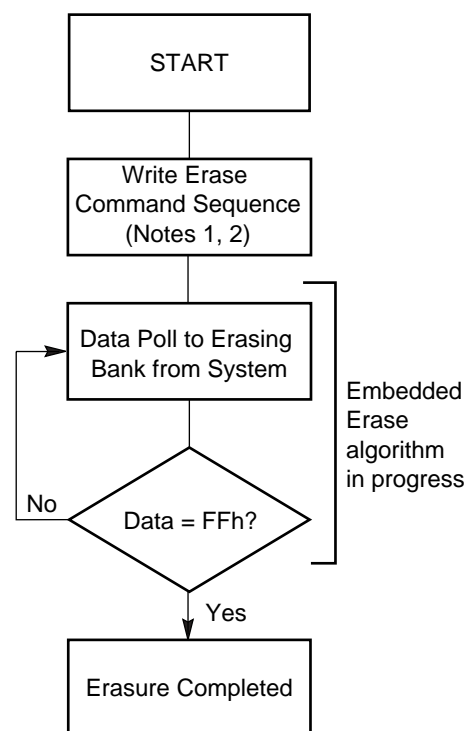 START
Write Erase
Command Sequence
(Notes 1, 2)
Data Poll to Erasing
Bank from System
Embedded
Erase
algorithm
in progress
No
Data = FFh?
Yes
Erasure Completed